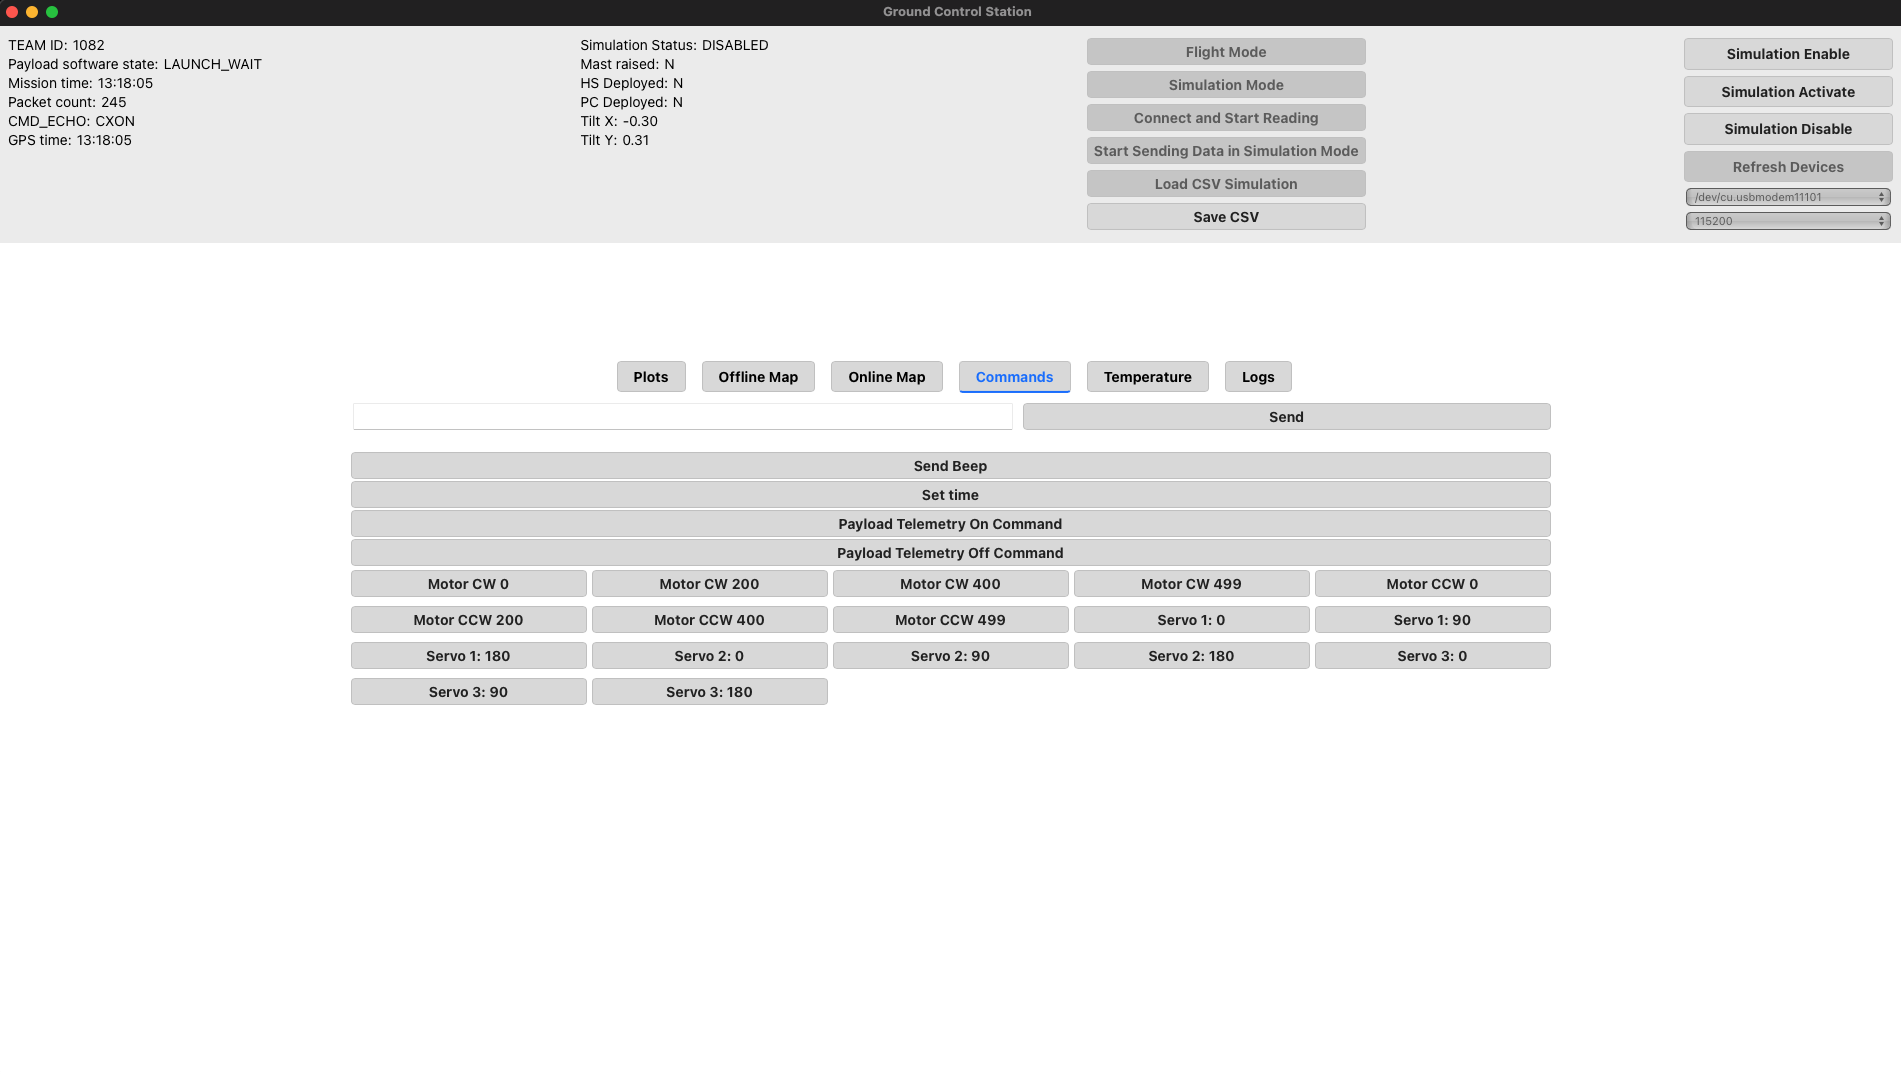 Ground Control Station
TEAM ID: 1082
Payload software state: LAUNCH_WAIT
Mission time: 13:18:05
Packet count: 245
CMD_ECHO: CXON
GPS time: 13:18:05
Simulation Status: DISABLED
Mast raised: N
HS Deployed: N
PC Deployed: N
Tilt X: -0.30
Tilt Y: 0.31
Flight Mode
Simulation Mode
Connect and Start Reading
Start Sending Data in Simulation Mode
Load CSV Simulation
Save CSV
Simulation Enable
Simulation Activate
Simulation Disable
Refresh Devices
/dev/cu.usbmodem11101
115200
Plots Offline Map Online Map Commands Temperature Logs
Send
Send Beep
Set time
Payload Telemetry On Command
Payload Telemetry Off Command
Motor CW 0 Motor CW 200 Motor CW 400 Motor CW 499 Motor CCW 0
Motor CCW 200 Motor CCW 400 Motor CCW 499 Servo 1: 0 Servo 1: 90
Servo 1: 180 Servo 2: 0 Servo 2: 90 Servo 2: 180 Servo 3: 0
Servo 3: 90 Servo 3: 180